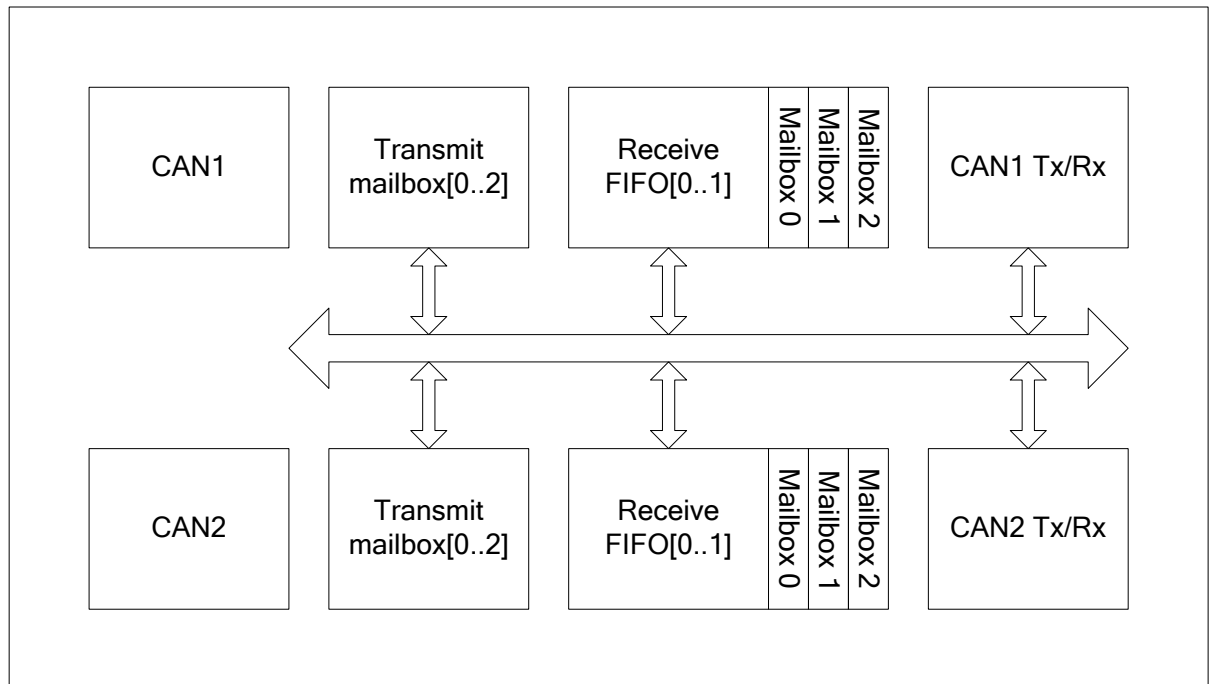 CAN1
Transmit
mailbox[0..2]
Receive
FIFO[0..1]
Mailbox 0
Mailbox 1
Mailbox 2
CAN1 Tx/Rx
CAN2
Transmit
mailbox[0..2]
Receive
FIFO[0..1]
Mailbox 0
Mailbox 1
Mailbox 2
CAN2 Tx/Rx